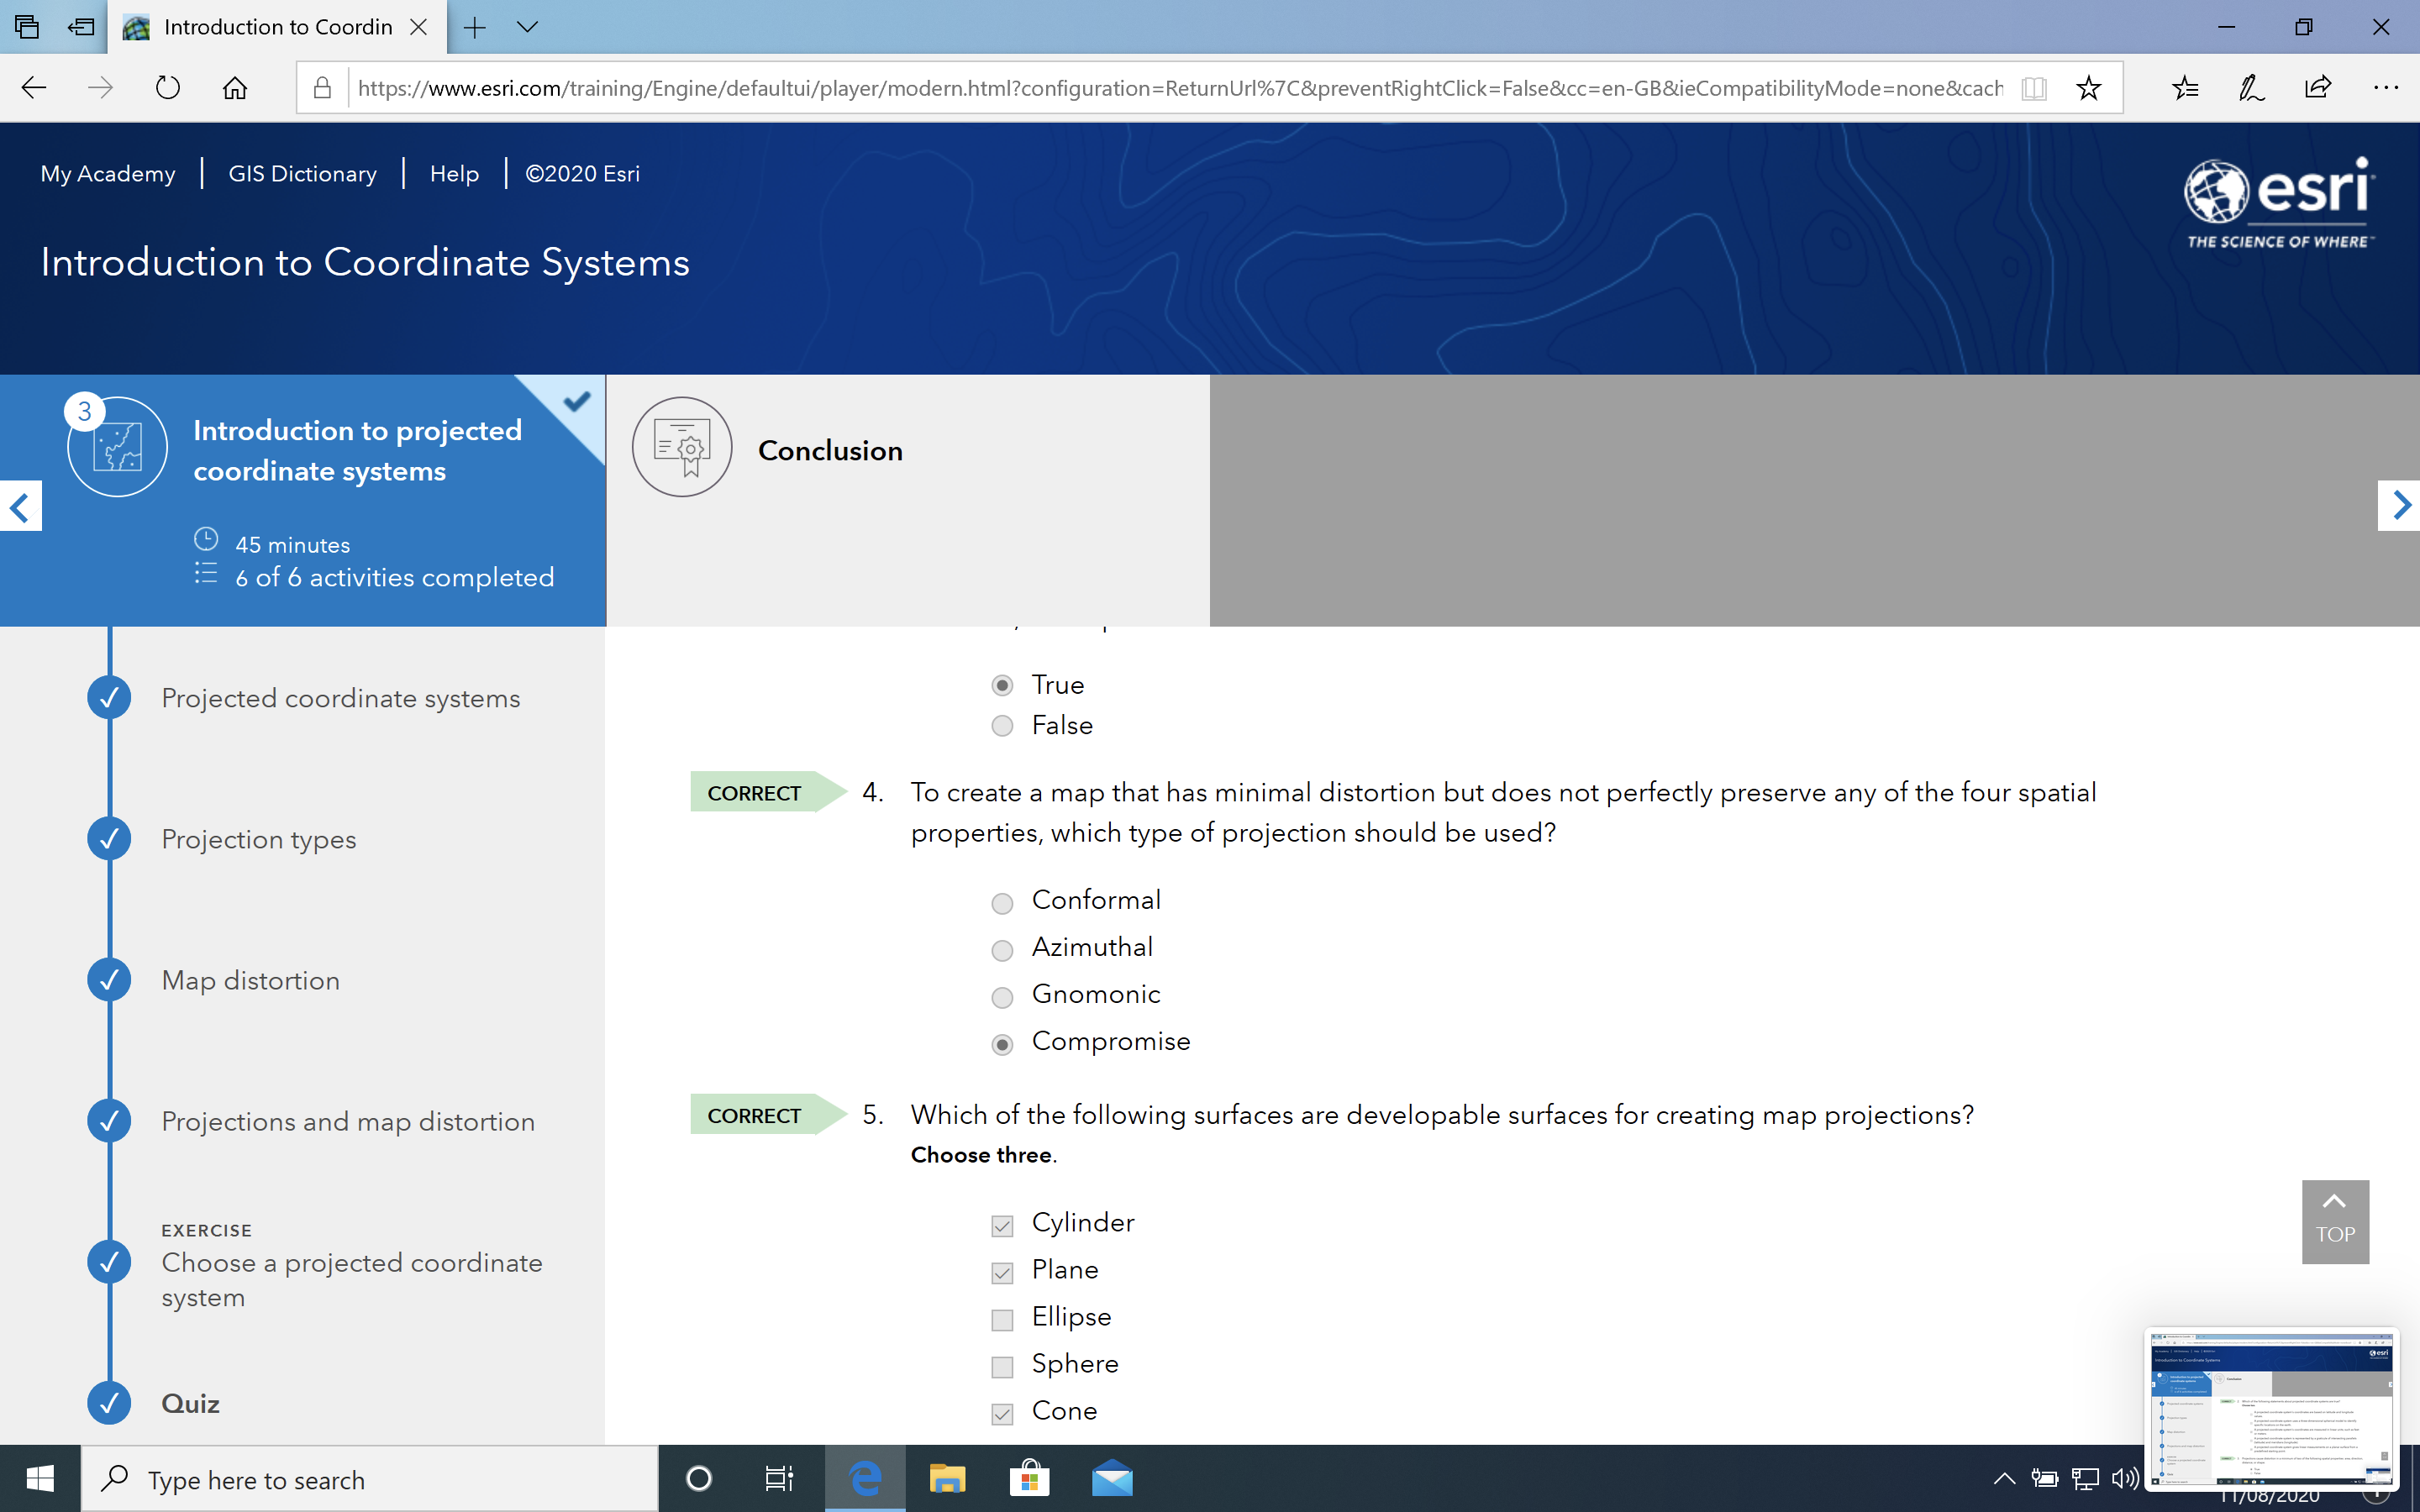 Introduction to Coordin
https://www.esri.com/training/Engine/defaultui/player/modern.html?configuration=ReturnUrl%7C&preventRightClick=False&cc=en-GB&ieCompatibilityMode=none&cach
My Academy | GIS Dictionary | Help | ©2020 Esri
esri
THE SCIENCE OF WHERE
Introduction to Coordinate Systems
3
Introduction to projected
coordinate systems
45 minutes
6 of 6 activities completed
Conclusion
Projected coordinate systems
Projection types
Map distortion
Projections and map distortion
EXERCISE
Choose a projected coordinate
system
Quiz
True
False
CORRECT 4. To create a map that has minimal distortion but does not perfectly preserve any of the four spatial
properties, which type of projection should be used?
Conformal
Azimuthal
Gnomonic
Compromise
CORRECT 5. Which of the following surfaces are developable surfaces for creating map projections?
Choose three.
Cylinder
Plane
Ellipse
Sphere
Cone
TOP
Type here to search
11/08/2020